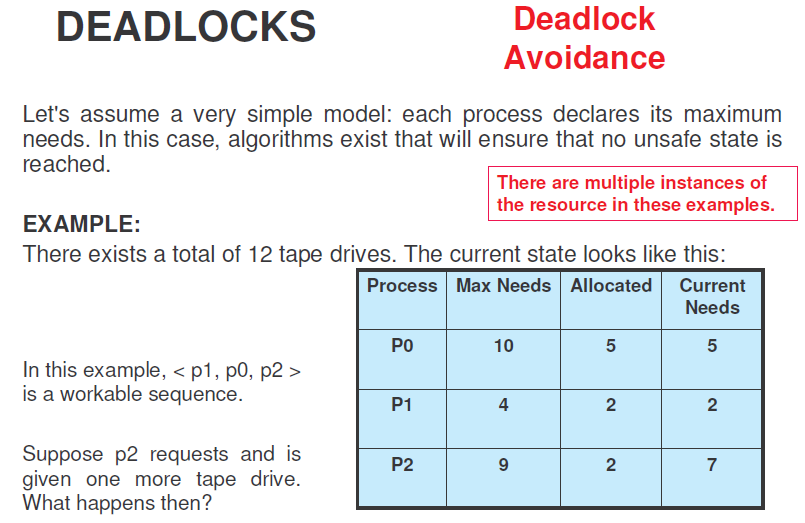 DEADLOCKS
Deadlock
Avoidance
Let's assume a very simple model: each process declares its maximum
needs. In this case, algorithms exist that will ensure that no unsafe state is
reached.
There are multiple instances of
the resource in these examples.
EXAMPLE:
There exists a total of 12 tape drives. The current state looks like this:
Process Max Needs Allocated Current
Needs
P0 10 5 5
P1 4 2 2
P2 9 2 7
In this example, < p1, p0, p2 >
is a workable sequence.
Suppose p2 requests and is
given one more tape drive.
What happens then?